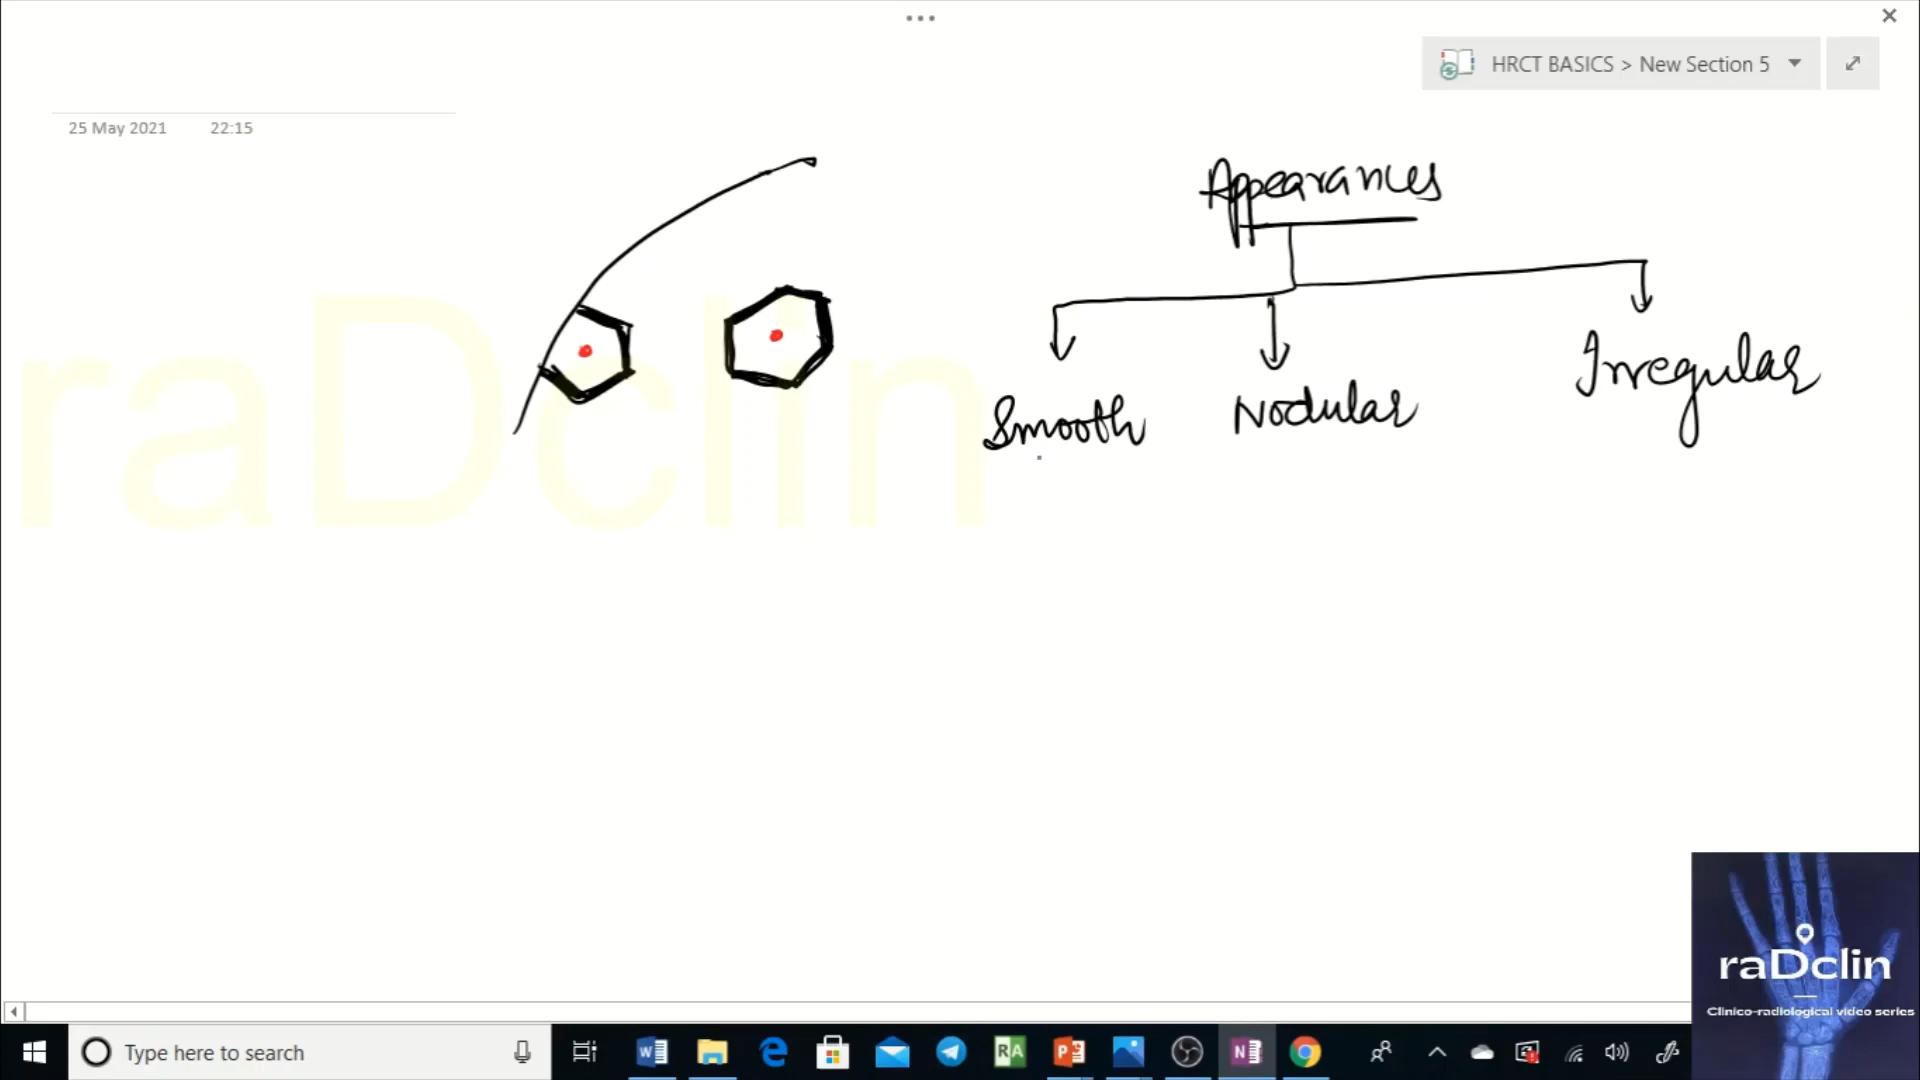 HRCT BASICS > New Section 5
25 May 2021 22:15
Appearances
Smooth Nodular Irregular
raDclin
raDclin
Clinico-radiological video series
Type here to search